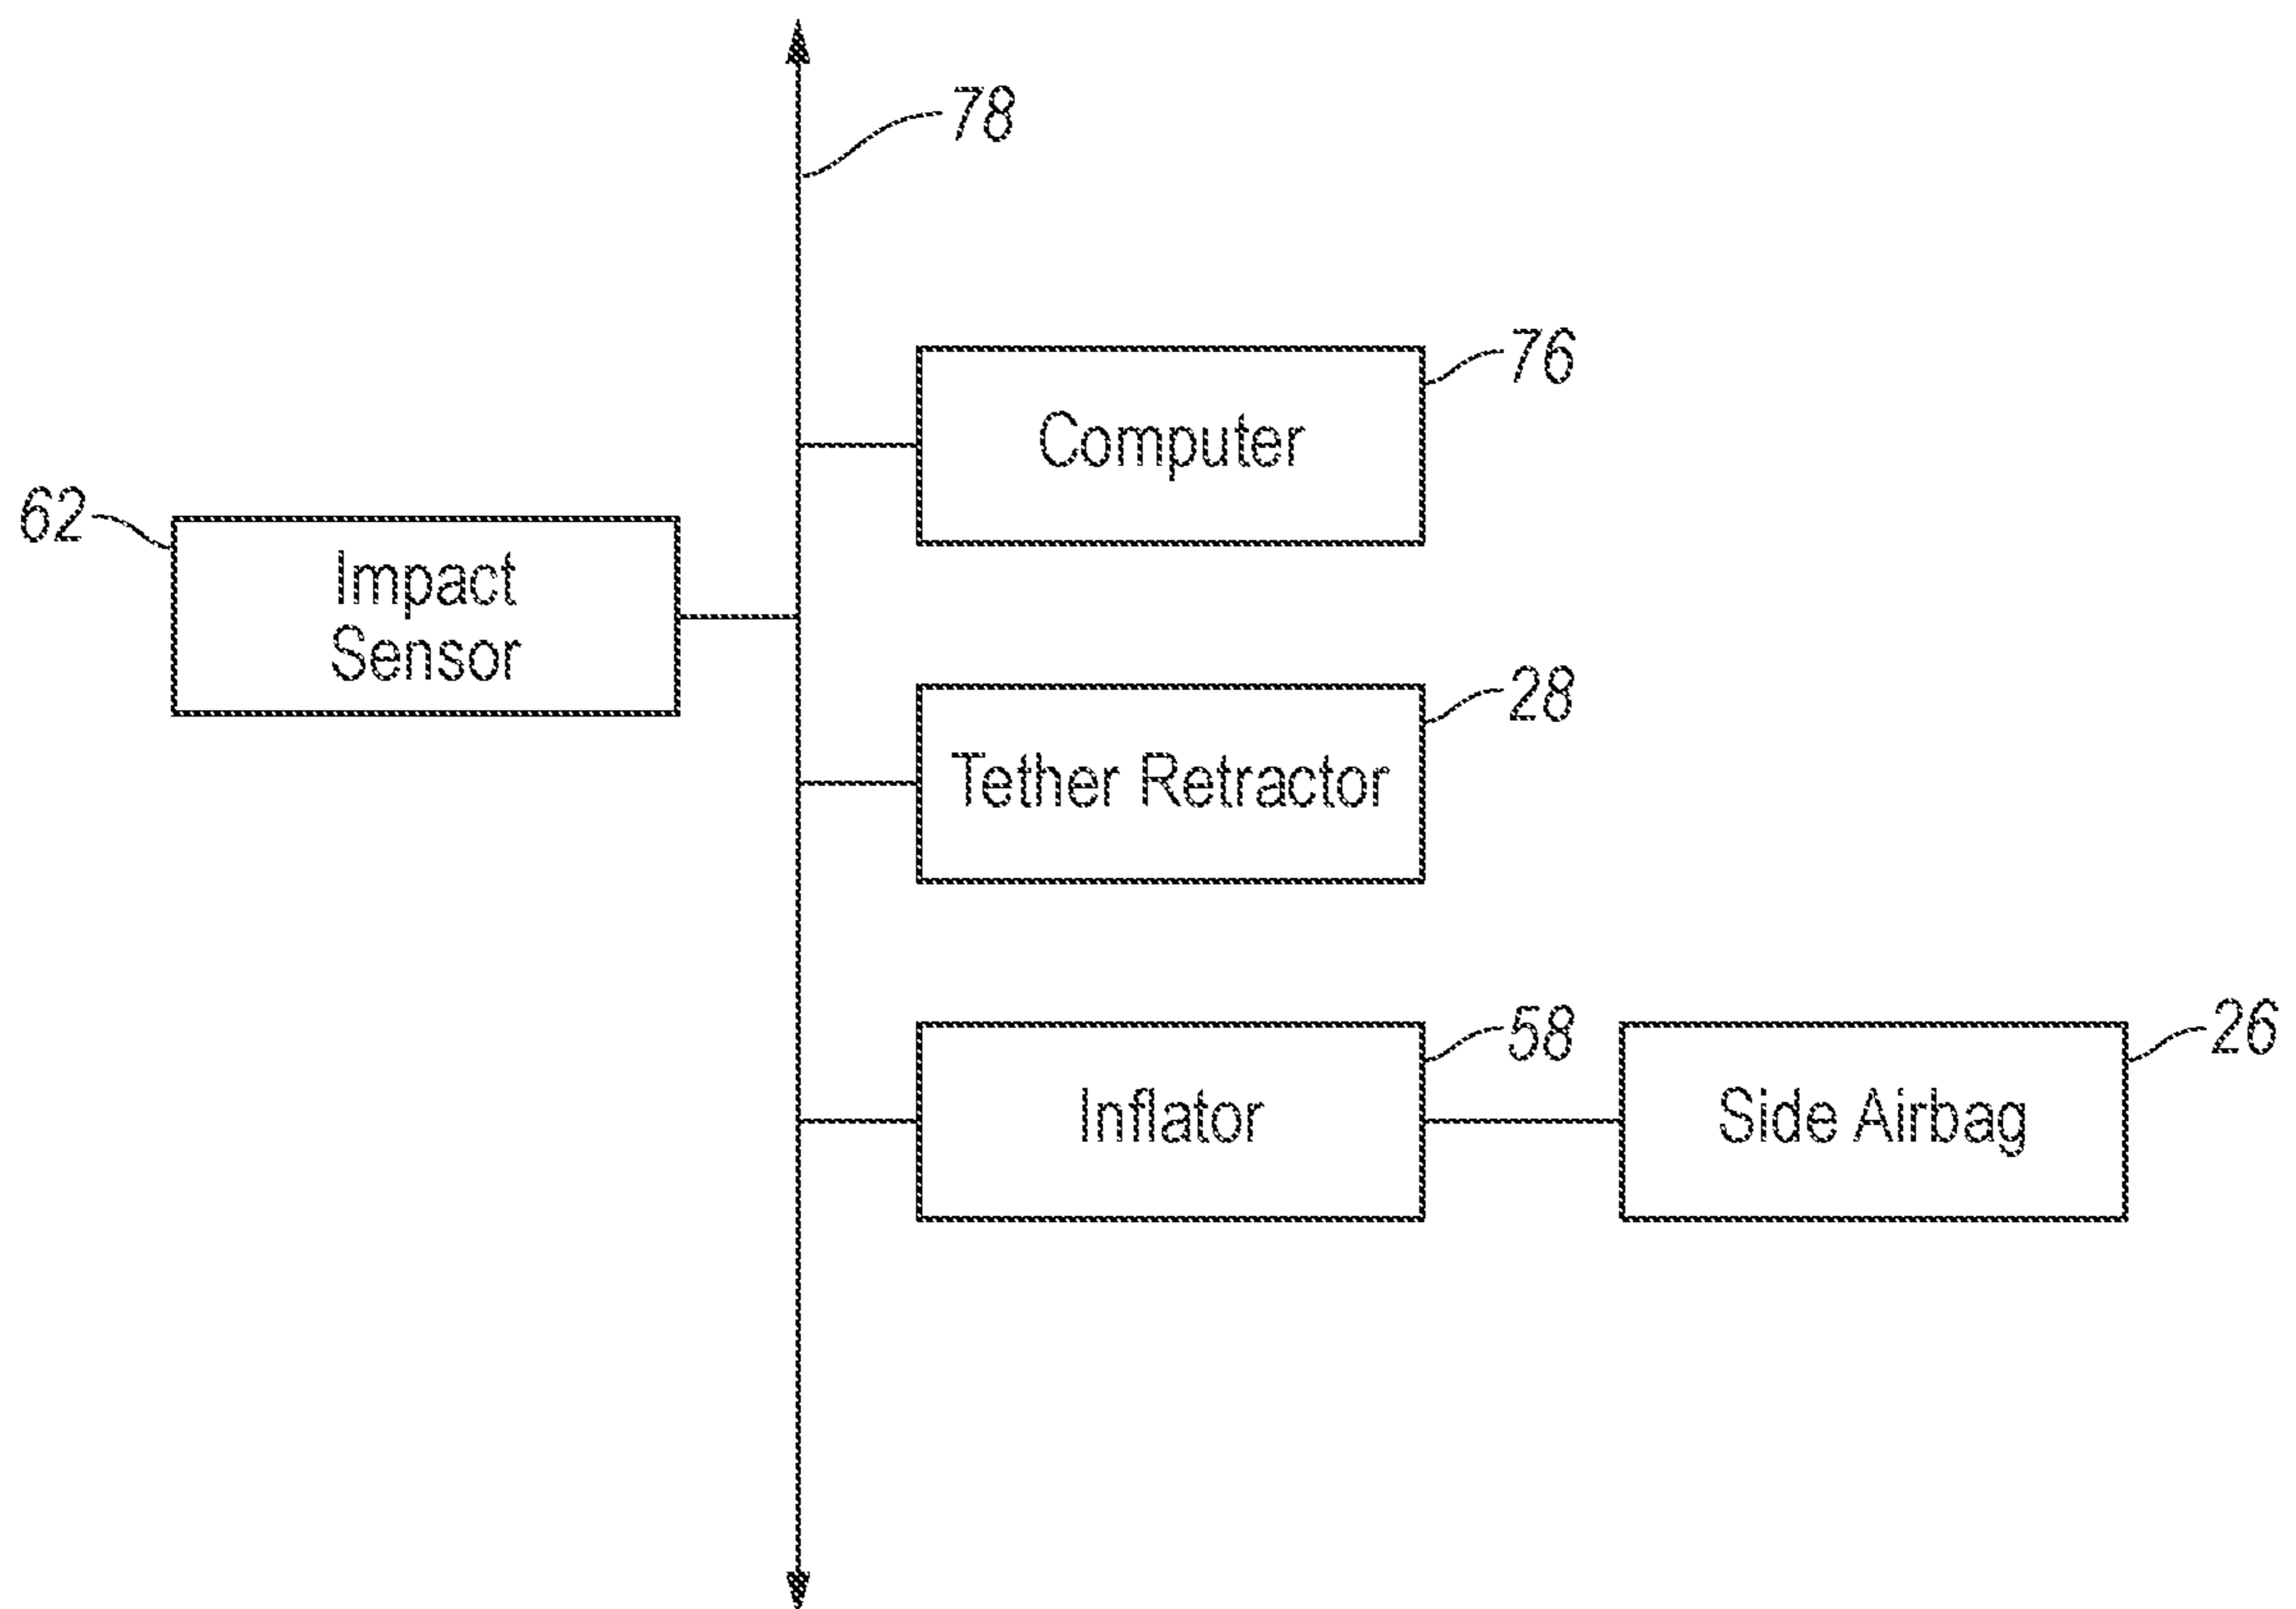 78
76
Computer
62
Impact
Sensor
28
Tether Retractor
58
26
Inflator
Side Airbag